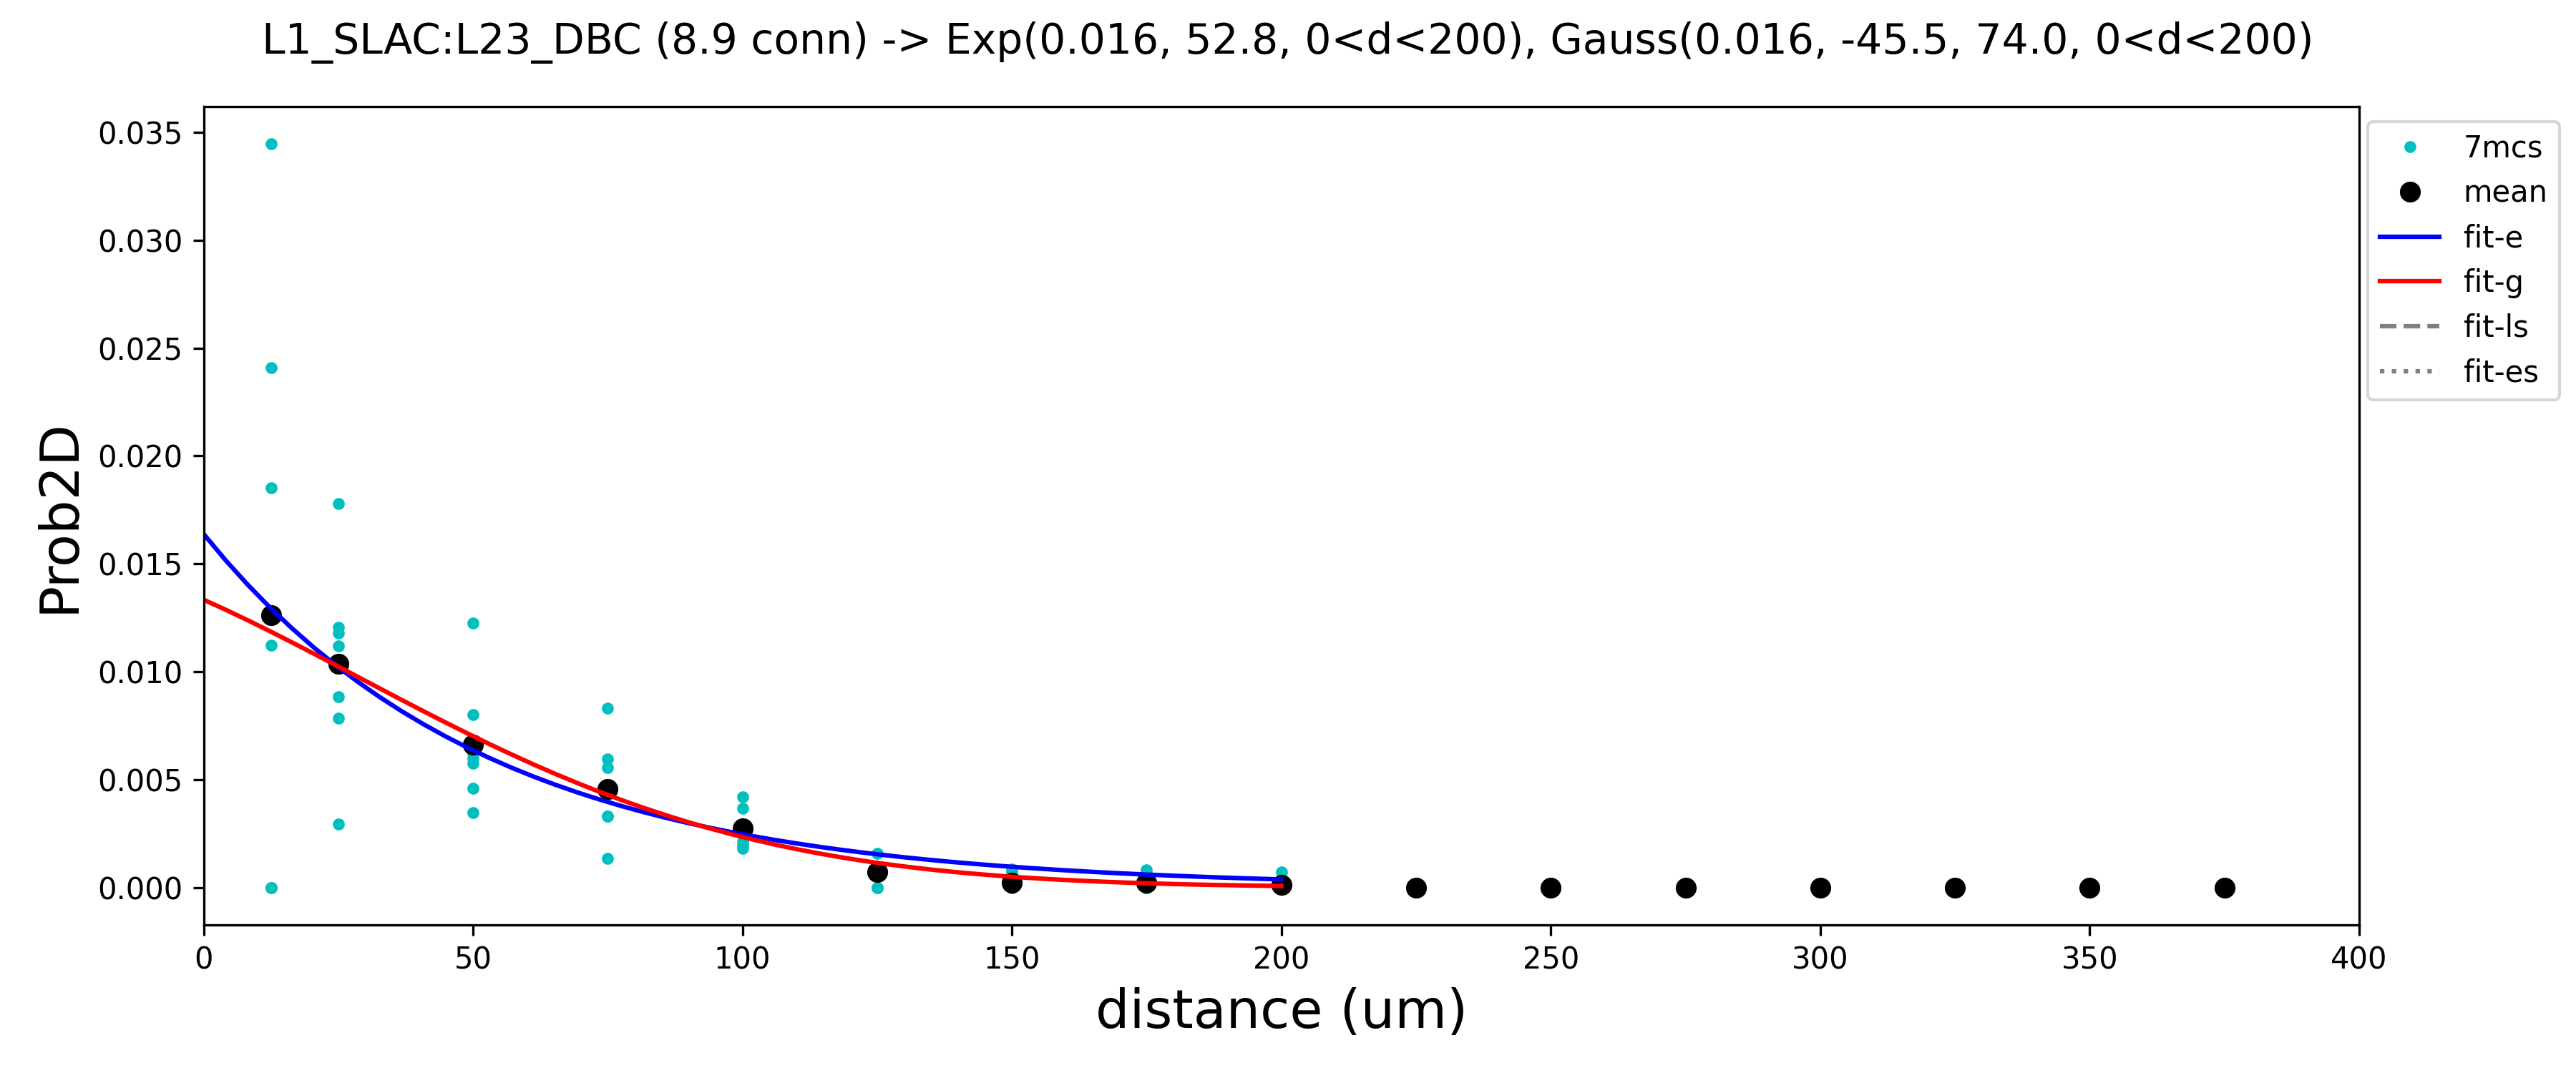 L1_SLAC:L23_DBC (8.9 conn) -> Exp(0.016, 52.8, 0<d<200), Gauss(0.016, -45.5, 74.0, 0<d<200)
Prob2D
0.035
0.030
0.025
0.020
0.015
0.010
0.005
0.000
0 50 100 150 200 250 300 350 400
distance (um)
7mcs
mean
fit-e
fit-g
fit-ls
fit-es